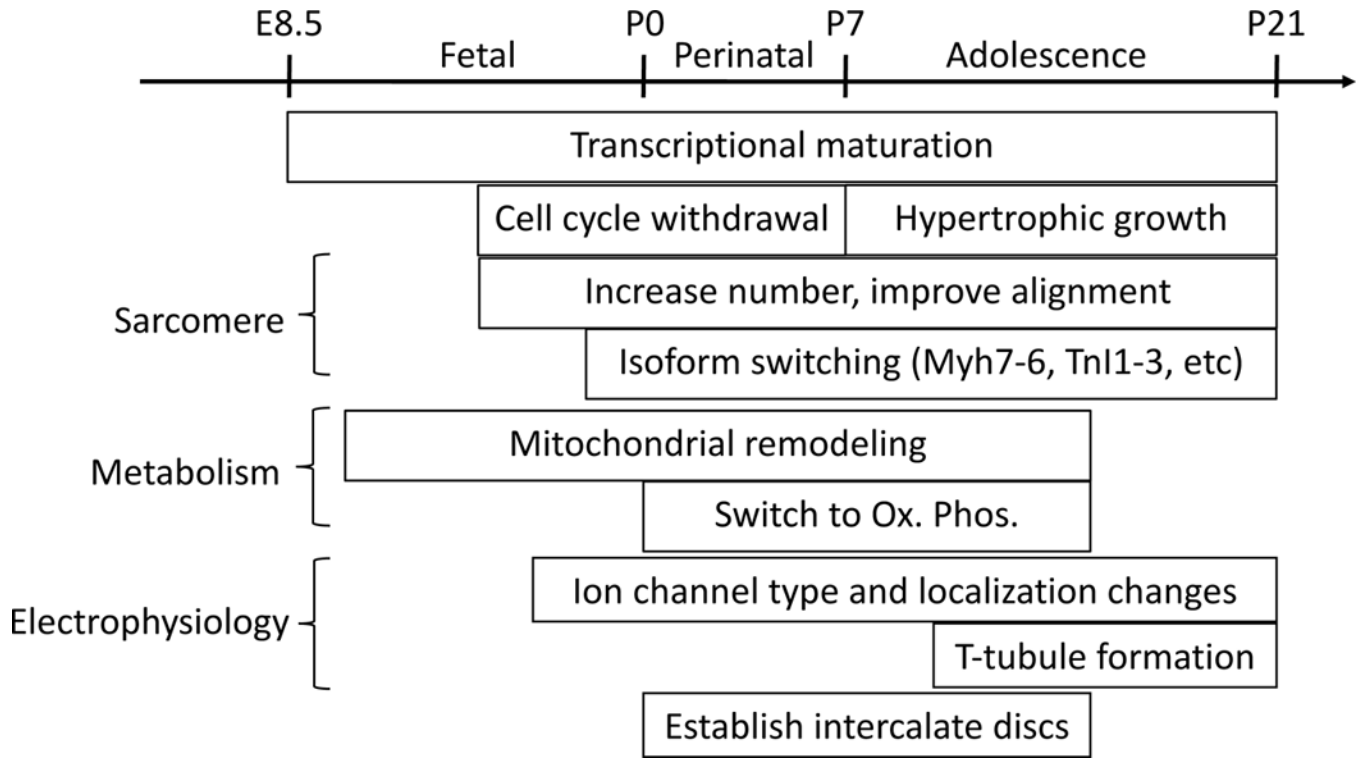 E8.5 P0 P7 P21
Fetal Perinatal Adolescence
Transcriptional maturation
Cell cycle withdrawal Hypertrophic growth
Sarcomere
Increase number, improve alignment
Isoform switching (Myh7-6, TnI1-3, etc)
Metabolism
Mitochondrial remodeling
Switch to Ox. Phos.
Electrophysiology
Ion channel type and localization changes
T-tubule formation
Establish intercalate discs